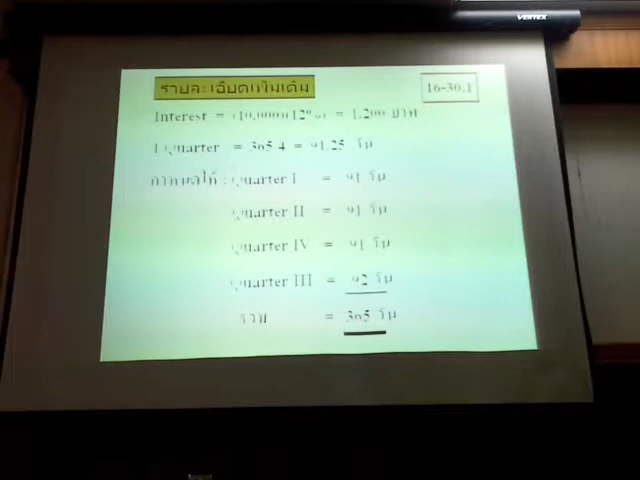 VERTEX
รายละเอียดเพิ่มเติม
16-30.1
Interest = (10,000)(12%) = 1,200 บาท
1 Quarter = 365/4 = 91.25 วัน
กำหนดให้ : Quarter I = 91 วัน
Quarter II = 91 วัน
Quarter IV = 91 วัน
Quarter III = 92 วัน
รวม = 365 วัน